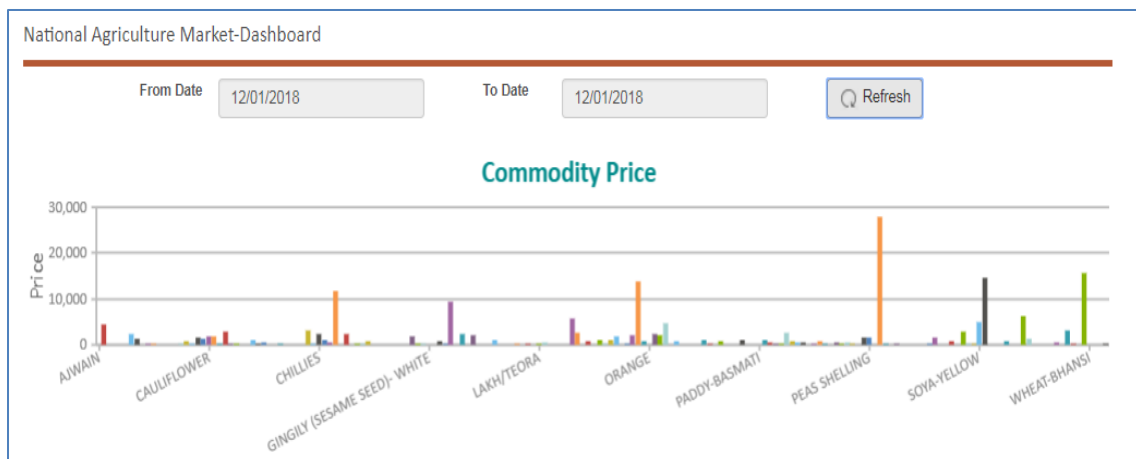 National Agriculture Market-Dashboard
From Date 12/01/2018 To Date 12/01/2018 Refresh
Commodity Price
30,000
20,000
10,000
0
Price
AJWAIN
CAULIFLOWER
CHILLIES
GINGILY (SESAME SEED)- WHITE
LAKH/TEORA
ORANGE
PADDY-BASMATI
PEAS SHELLING
SOYA-YELLOW
WHEAT-BHANSI